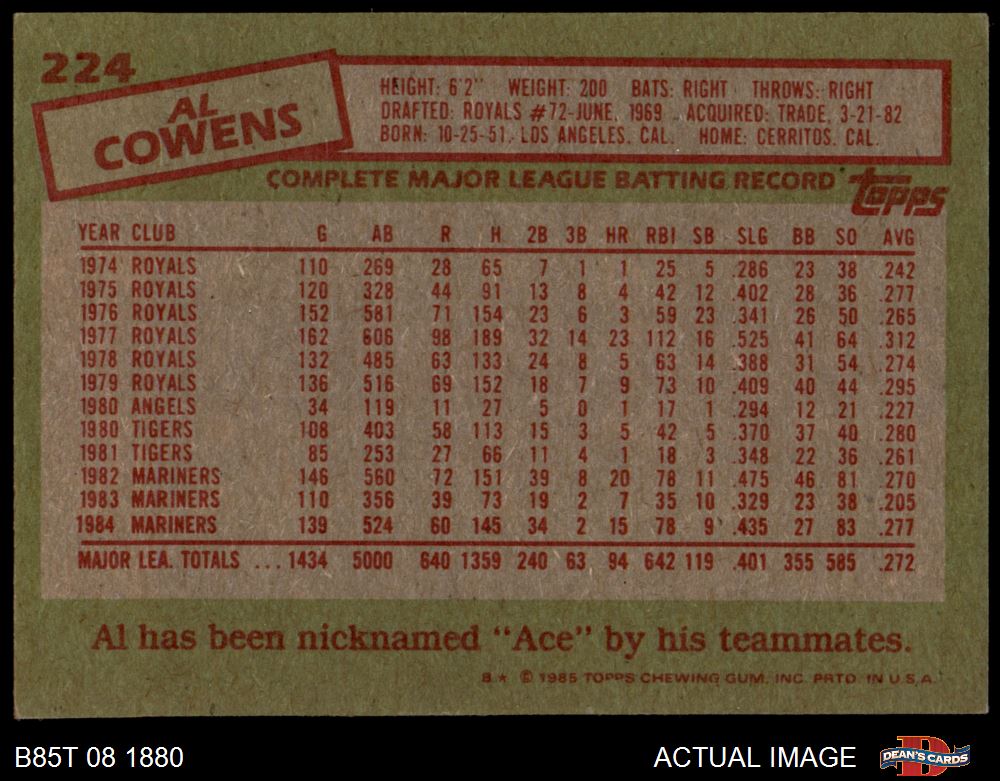 224
AL
COWENS
HEIGHT: 6'2" WEIGHT: 200 BATS: RIGHT THROWS: RIGHT
DRAFTED: ROYALS #72-JUNE, 1969 ACQUIRED: TRADE, 3-21-82
BORN: 10-25-51, LOS ANGELES, CAL. HOME: CERRITOS, CAL.
COMPLETE MAJOR LEAGUE BATTING RECORD topps
YEAR CLUB G AB R H 2B 3B HR RBI SB SLG BB SO AVG
1974 ROYALS 110 269 28 65 7 1 1 25 5 .286 23 38 .242
1975 ROYALS 120 328 44 91 13 8 4 42 12 .402 28 36 .277
1976 ROYALS 152 581 71 154 23 6 3 59 23 .341 26 50 .265
1977 ROYALS 162 606 98 189 32 14 23 112 16 .525 41 64 .312
1978 ROYALS 132 485 63 133 24 8 5 63 14 .388 31 54 .274
1979 ROYALS 136 516 69 152 18 7 9 73 10 .409 40 44 .295
1980 ANGELS 34 119 11 27 5 0 1 17 1 .294 12 21 .227
1980 TIGERS 108 403 58 113 15 3 5 42 5 .370 37 40 .280
1981 TIGERS 85 253 27 66 11 4 1 18 3 .348 22 36 .261
1982 MARINERS 146 560 72 151 39 8 20 78 11 .475 46 81 .270
1983 MARINERS 110 356 39 73 19 2 7 35 10 .329 23 38 .205
1984 MARINERS 139 524 60 145 34 2 15 78 9 .435 27 83 .277
MAJOR LEA. TOTALS ... 1434 5000 640 1359 240 63 94 642 119 .401 355 585 .272
Al has been nicknamed "Ace" by his teammates.
B* © 1985 TOPPS CHEWING GUM, INC. PRTD. IN U.S.A.
B85T 08 1880 ACTUAL IMAGE DEAN'S CARDS